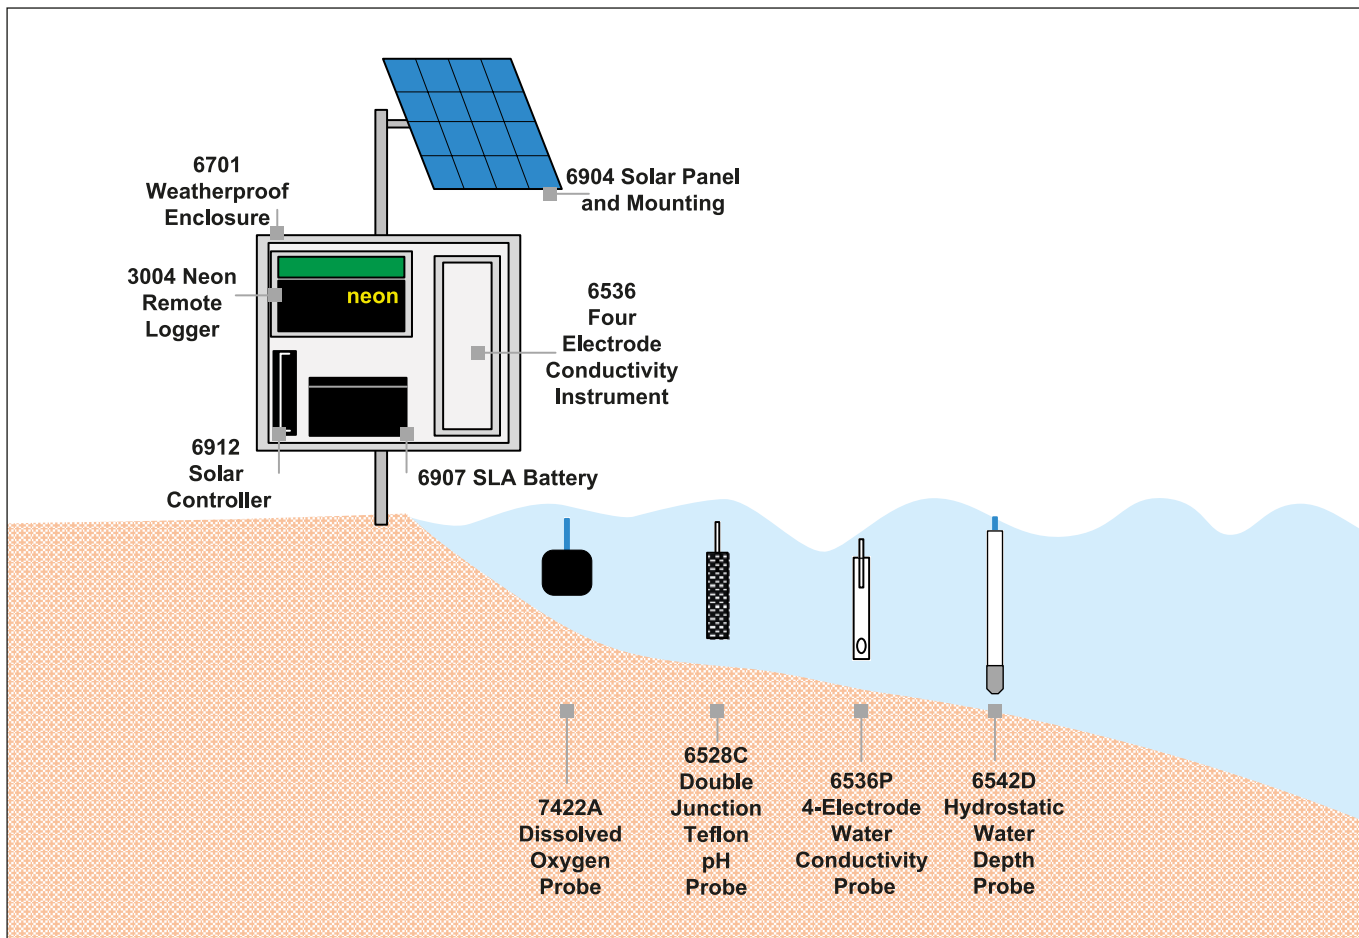 6701
Weatherproof
Enclosure
6904 Solar Panel
and Mounting
3004 Neon
Remote
Logger
neon
6536
Four
Electrode
Conductivity
Instrument
6912
Solar
Controller
6907 SLA Battery
7422A
Dissolved
Oxygen
Probe
6528C
Double
Junction
Teflon
pH
Probe
6536P
4-Electrode
Water
Conductivity
Probe
6542D
Hydrostatic
Water
Depth
Probe